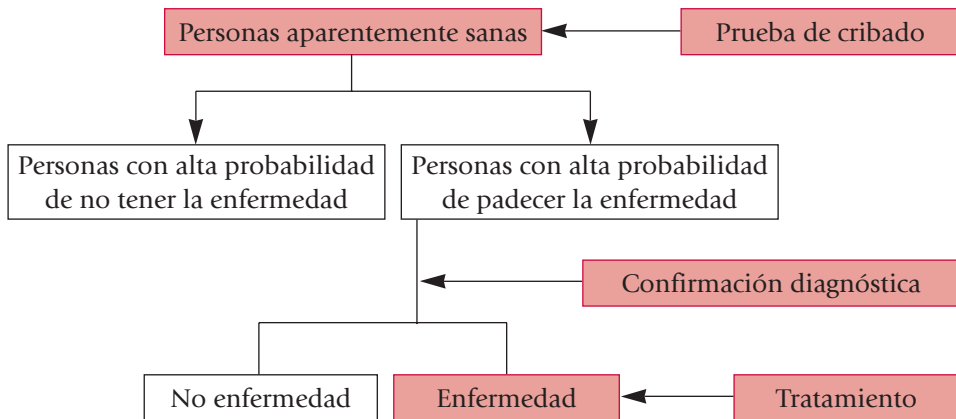 Personas aparentemente sanas
Prueba de cribado
Personas con alta probabilidad
de no tener la enfermedad
Personas con alta probabilidad
de padecer la enfermedad
Confirmación diagnóstica
No enfermedad
Enfermedad
Tratamiento